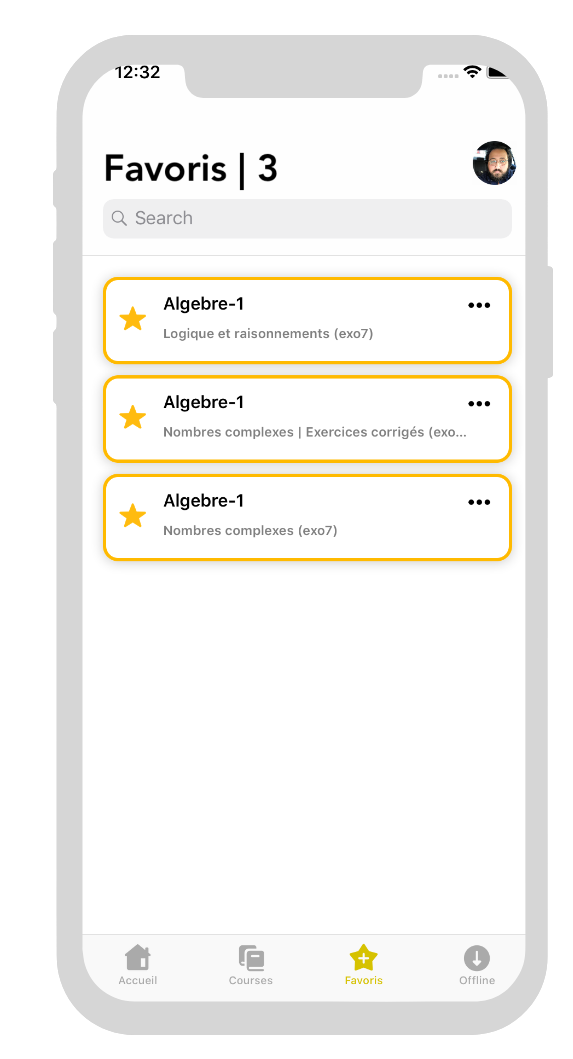 12:32
Favoris | 3
Search
Algebre-1
Logique et raisonnements (exo7)
Algebre-1
Nombres complexes | Exercices corrigés (exo...
Algebre-1
Nombres complexes (exo7)
Accueil
Courses
Favoris
Offline